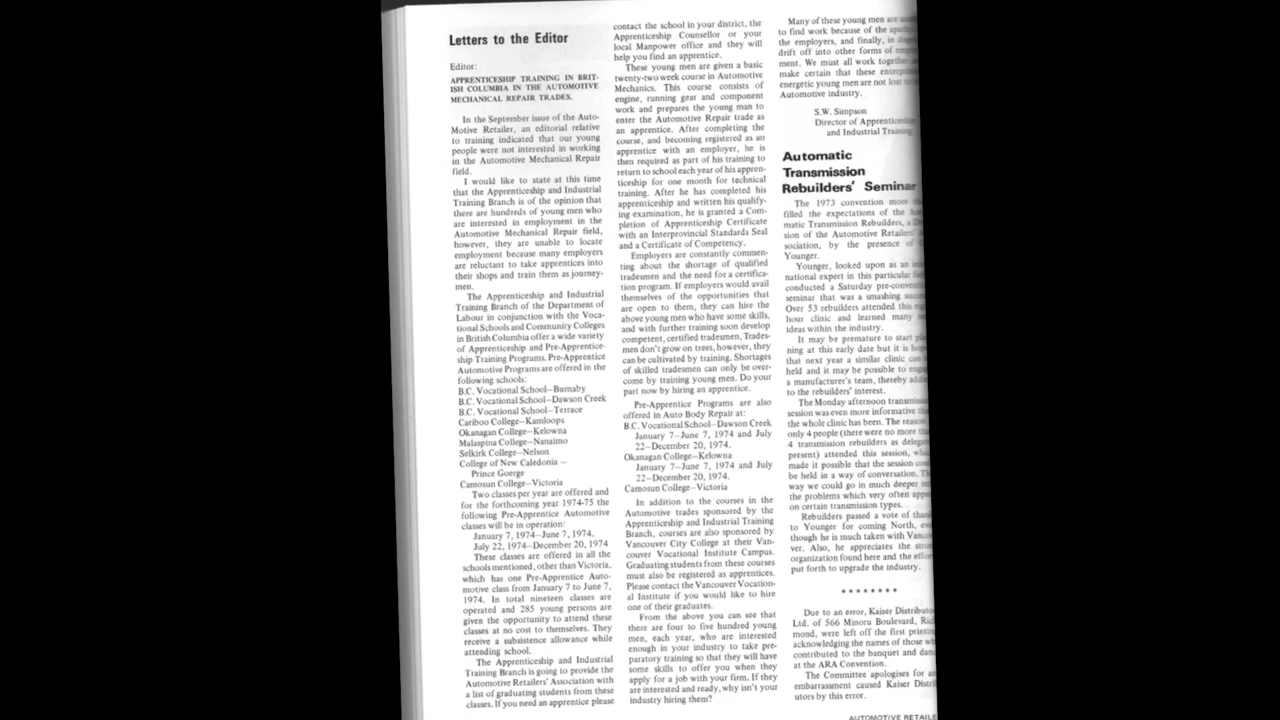 Letters to the Editor
Editor:
APPRENTICESHIP TRAINING IN BRIT-
ISH COLUMBIA IN THE AUTOMOTIVE
MECHANICAL REPAIR TRADES.
In the September issue of the Auto-
Motive Retailer, an editorial relative
to training indicated that our young
people were not interested in working
in the Automotive Mechanical Repair
field.
I would like to state at this time
that the Apprenticeship and Industrial
Training Branch is of the opinion that
there are hundreds of young men who
are interested in employment in the
Automotive Mechanical Repair field,
however, they are unable to locate
employment because many employers
are reluctant to take apprentices into
their shops and train them as journey-
men.
The Apprenticeship and Industrial
Training Branch of the Department of
Labour in conjunction with the Voca-
tional Schools and Community Colleges
in British Columbia offer a wide variety
of Apprenticeship and Pre-Apprentice-
ship Training Programs. Pre-Apprentice
Automotive Programs are offered in the
following schools:
B.C. Vocational School—Burnaby
B.C. Vocational School—Dawson Creek
B.C. Vocational School—Terrace
Cariboo College—Kamloops
Okanagan College—Kelowna
Malaspina College—Nanaimo
Selkirk College—Nelson
College of New Caledonia —
Prince Goerge
Camosun College—Victoria
Two classes per year are offered and
for the forthcoming year 1974-75 the
following Pre-Apprentice Automotive
classes will be in operation:
January 7, 1974—June 7, 1974.
July 22, 1974—December 20, 1974
These classes are offered in all the
schools mentioned, other than Victoria,
which has one Pre-Apprentice Auto-
motive class from January 7 to June 7,
1974. In total nineteen classes are
operated and 285 young persons are
given the opportunity to attend these
classes at no cost to themselves. They
receive a subsistence allowance while
attending school.
The Apprenticeship and Industrial
Training Branch is going to provide the
Automotive Retailers' Association with
a list of graduating students from these
classes. If you need an apprentice please
contact the school in your district, the
Apprenticeship Counsellor or your
local Manpower office and they will
help you find an apprentice.
These young men are given a basic
twenty-two week course in Automotive
Mechanics. This course consists of
engine, running gear and component
work and prepares the young man to
enter the Automotive Repair trade as
an apprentice. After completing the
course, and becoming registered as an
apprentice with an employer, he is
then required as part of his training to
return to school each year of his appren-
ticeship for one month for technical
training. After he has completed his
apprenticeship and written his qualify-
ing examination, he is granted a Com-
pletion of Apprenticeship Certificate
with an Interprovincial Standards Seal
and a Certificate of Competency.
Employers are constantly commen-
ting about the shortage of qualified
tradesmen and the need for a certifica-
tion program. If employers would avail
themselves of the opportunities that
are open to them, they can hire the
above young men who have some skills,
and with further training soon develop
competent, certified tradesmen, Trades-
men don't grow on trees, however, they
can be cultivated by training. Shortages
of skilled tradesmen can only be over-
come by training young men. Do your
part now by hiring an apprentice.
Pre-Apprentice Programs are also
offered in Auto Body Repair at:
B.C. Vocational School—Dawson Creek
January 7—June 7, 1974 and July
22—December 20, 1974.
Okanagan College—Kelowna
January 7—June 7, 1974 and July
22—December 20, 1974.
Camosun College—Victoria
In addition to the courses in the
Automotive trades sponsored by the
Apprenticeship and Industrial Training
Branch, courses are also sponsored by
Vancouver City College at their Van-
couver Vocational Institute Campus.
Graduating students from these courses
must also be registered as apprentices.
Please contact the Vancouver Vocation-
al Institute if you would like to hire
one of their graduates.
From the above you can see that
there are four to five hundred young
men, each year, who are interested
enough in your industry to take pre-
paratory training so that they will have
some skills to offer you when they
apply for a job with your firm. If they
are interested and ready, why isn't your
industry hiring them?
Many of these young men are
to find work because of the
the employers, and finally, in
drift off into other forms of
ment. We must all work together
make certain that these
energetic young men are not lost
Automotive industry.
S.W. Simpson
Director of Apprenticeship
and Industrial Training
Automatic
Transmission
Rebuilders' Seminar
The 1973 convention more
filled the expectations of the
matic Transmission Rebuilders, a
sion of the Automotive Retailers'
sociation, by the presence of
Younger.
Younger, looked upon as an
national expert in this particular
conducted a Saturday pre-convention
seminar that was a smashing
Over 53 rebuilders attended this
hour clinic and learned many
ideas within the industry.
It may be premature to start
ning at this early date but it is
that next year a similar clinic can
held and it may be possible to
a manufacturer's team, thereby
to the rebuilders' interest.
The Monday afternoon
session was even more informative
the whole clinic has been. The reason
only 4 people (there were no more
4 transmission rebuilders as
present) attended this session,
made it possible that the session
be held in a way of conversation.
way we could go in much deeper
the problems which very often
on certain transmission types.
Rebuilders passed a vote of
to Younger for coming North,
though he is much taken with
ver. Also, he appreciates the
organization found here and the
put forth to upgrade the industry.
* * * * * * * *
Due to an error, Kaiser
Ltd. of 566 Minoru Boulevard,
mond, were left off the first
acknowledging the names of those
contributed to the banquet and
at the ARA Convention.
The Committee apologises for
embarrassment caused Kaiser
utors by this error.
AUTOMOTIVE